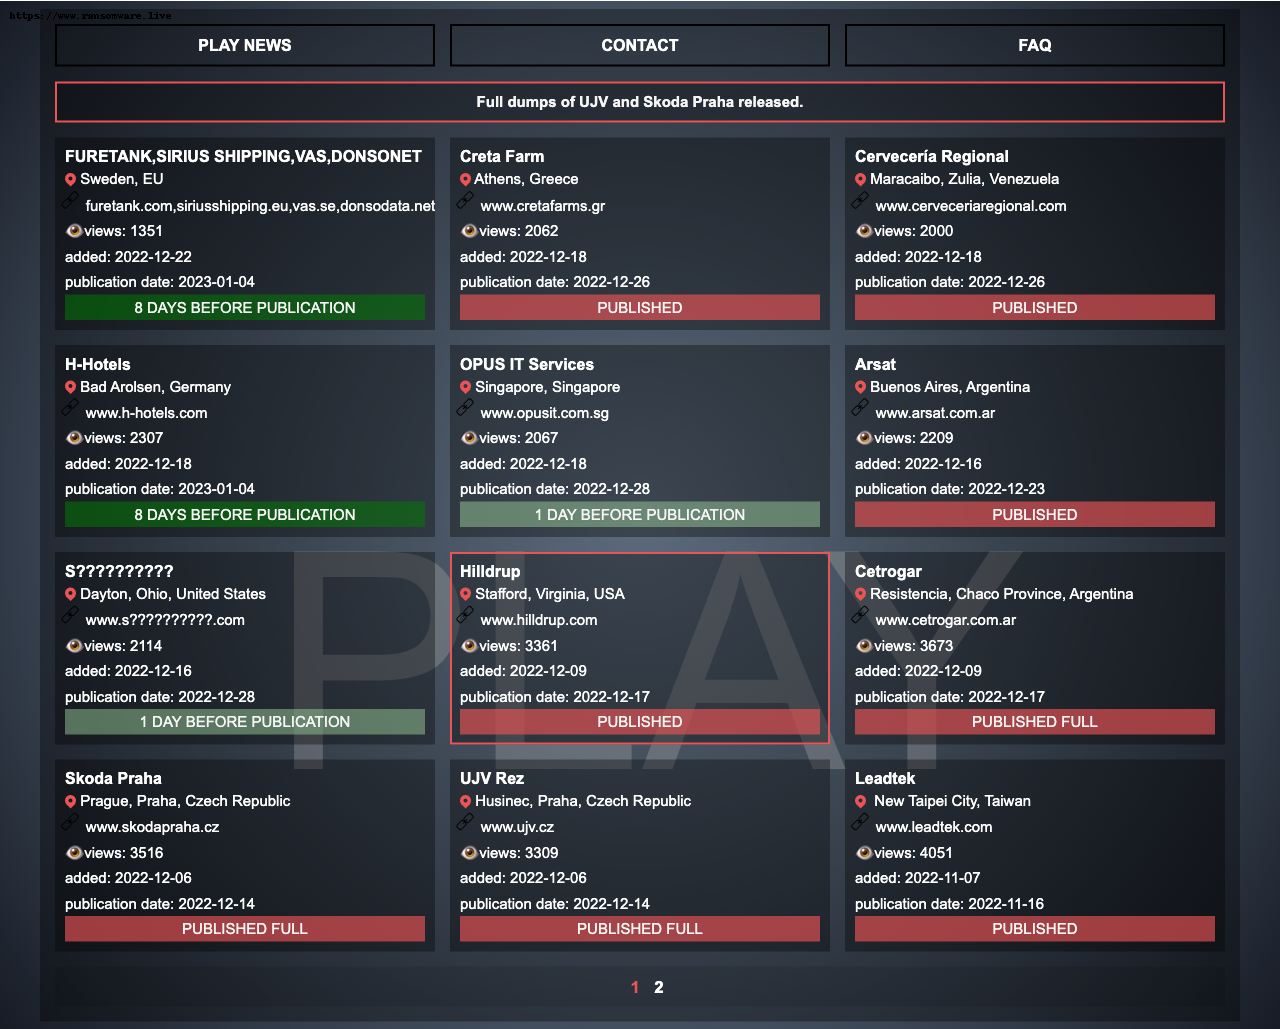 https://www.ransomware.live
PLAY NEWS
CONTACT
FAQ
Full dumps of UJV and Skoda Praha released.
FURETANK,SIRIUS SHIPPING,VAS,DONSONET
Sweden, EU
furetank.com,siriusshipping.eu,vas.se,donsodata.net
views: 1351
added: 2022-12-22
publication date: 2023-01-04
8 DAYS BEFORE PUBLICATION
Creta Farm
Athens, Greece
www.cretafarms.gr
views: 2062
added: 2022-12-18
publication date: 2022-12-26
PUBLISHED
Cervecería Regional
Maracaibo, Zulia, Venezuela
www.cerveceriaregional.com
views: 2000
added: 2022-12-18
publication date: 2022-12-26
PUBLISHED
H-Hotels
Bad Arolsen, Germany
www.h-hotels.com
views: 2307
added: 2022-12-18
publication date: 2023-01-04
8 DAYS BEFORE PUBLICATION
OPUS IT Services
Singapore, Singapore
www.opusit.com.sg
views: 2067
added: 2022-12-18
publication date: 2022-12-28
1 DAY BEFORE PUBLICATION
Arsat
Buenos Aires, Argentina
www.arsat.com.ar
views: 2209
added: 2022-12-16
publication date: 2022-12-23
PUBLISHED
S??????????
Dayton, Ohio, United States
www.s??????????.com
views: 2114
added: 2022-12-16
publication date: 2022-12-28
1 DAY BEFORE PUBLICATION
Hilldrup
Stafford, Virginia, USA
www.hilldrup.com
views: 3361
added: 2022-12-09
publication date: 2022-12-17
PUBLISHED
Cetrogar
Resistencia, Chaco Province, Argentina
www.cetrogar.com.ar
views: 3673
added: 2022-12-09
publication date: 2022-12-17
PUBLISHED FULL
PLAY
Skoda Praha
Prague, Praha, Czech Republic
www.skodapraha.cz
views: 3516
added: 2022-12-06
publication date: 2022-12-14
PUBLISHED FULL
UJV Rez
Husinec, Praha, Czech Republic
www.ujv.cz
views: 3309
added: 2022-12-06
publication date: 2022-12-14
PUBLISHED FULL
Leadtek
New Taipei City, Taiwan
www.leadtek.com
views: 4051
added: 2022-11-07
publication date: 2022-11-16
PUBLISHED
1 2